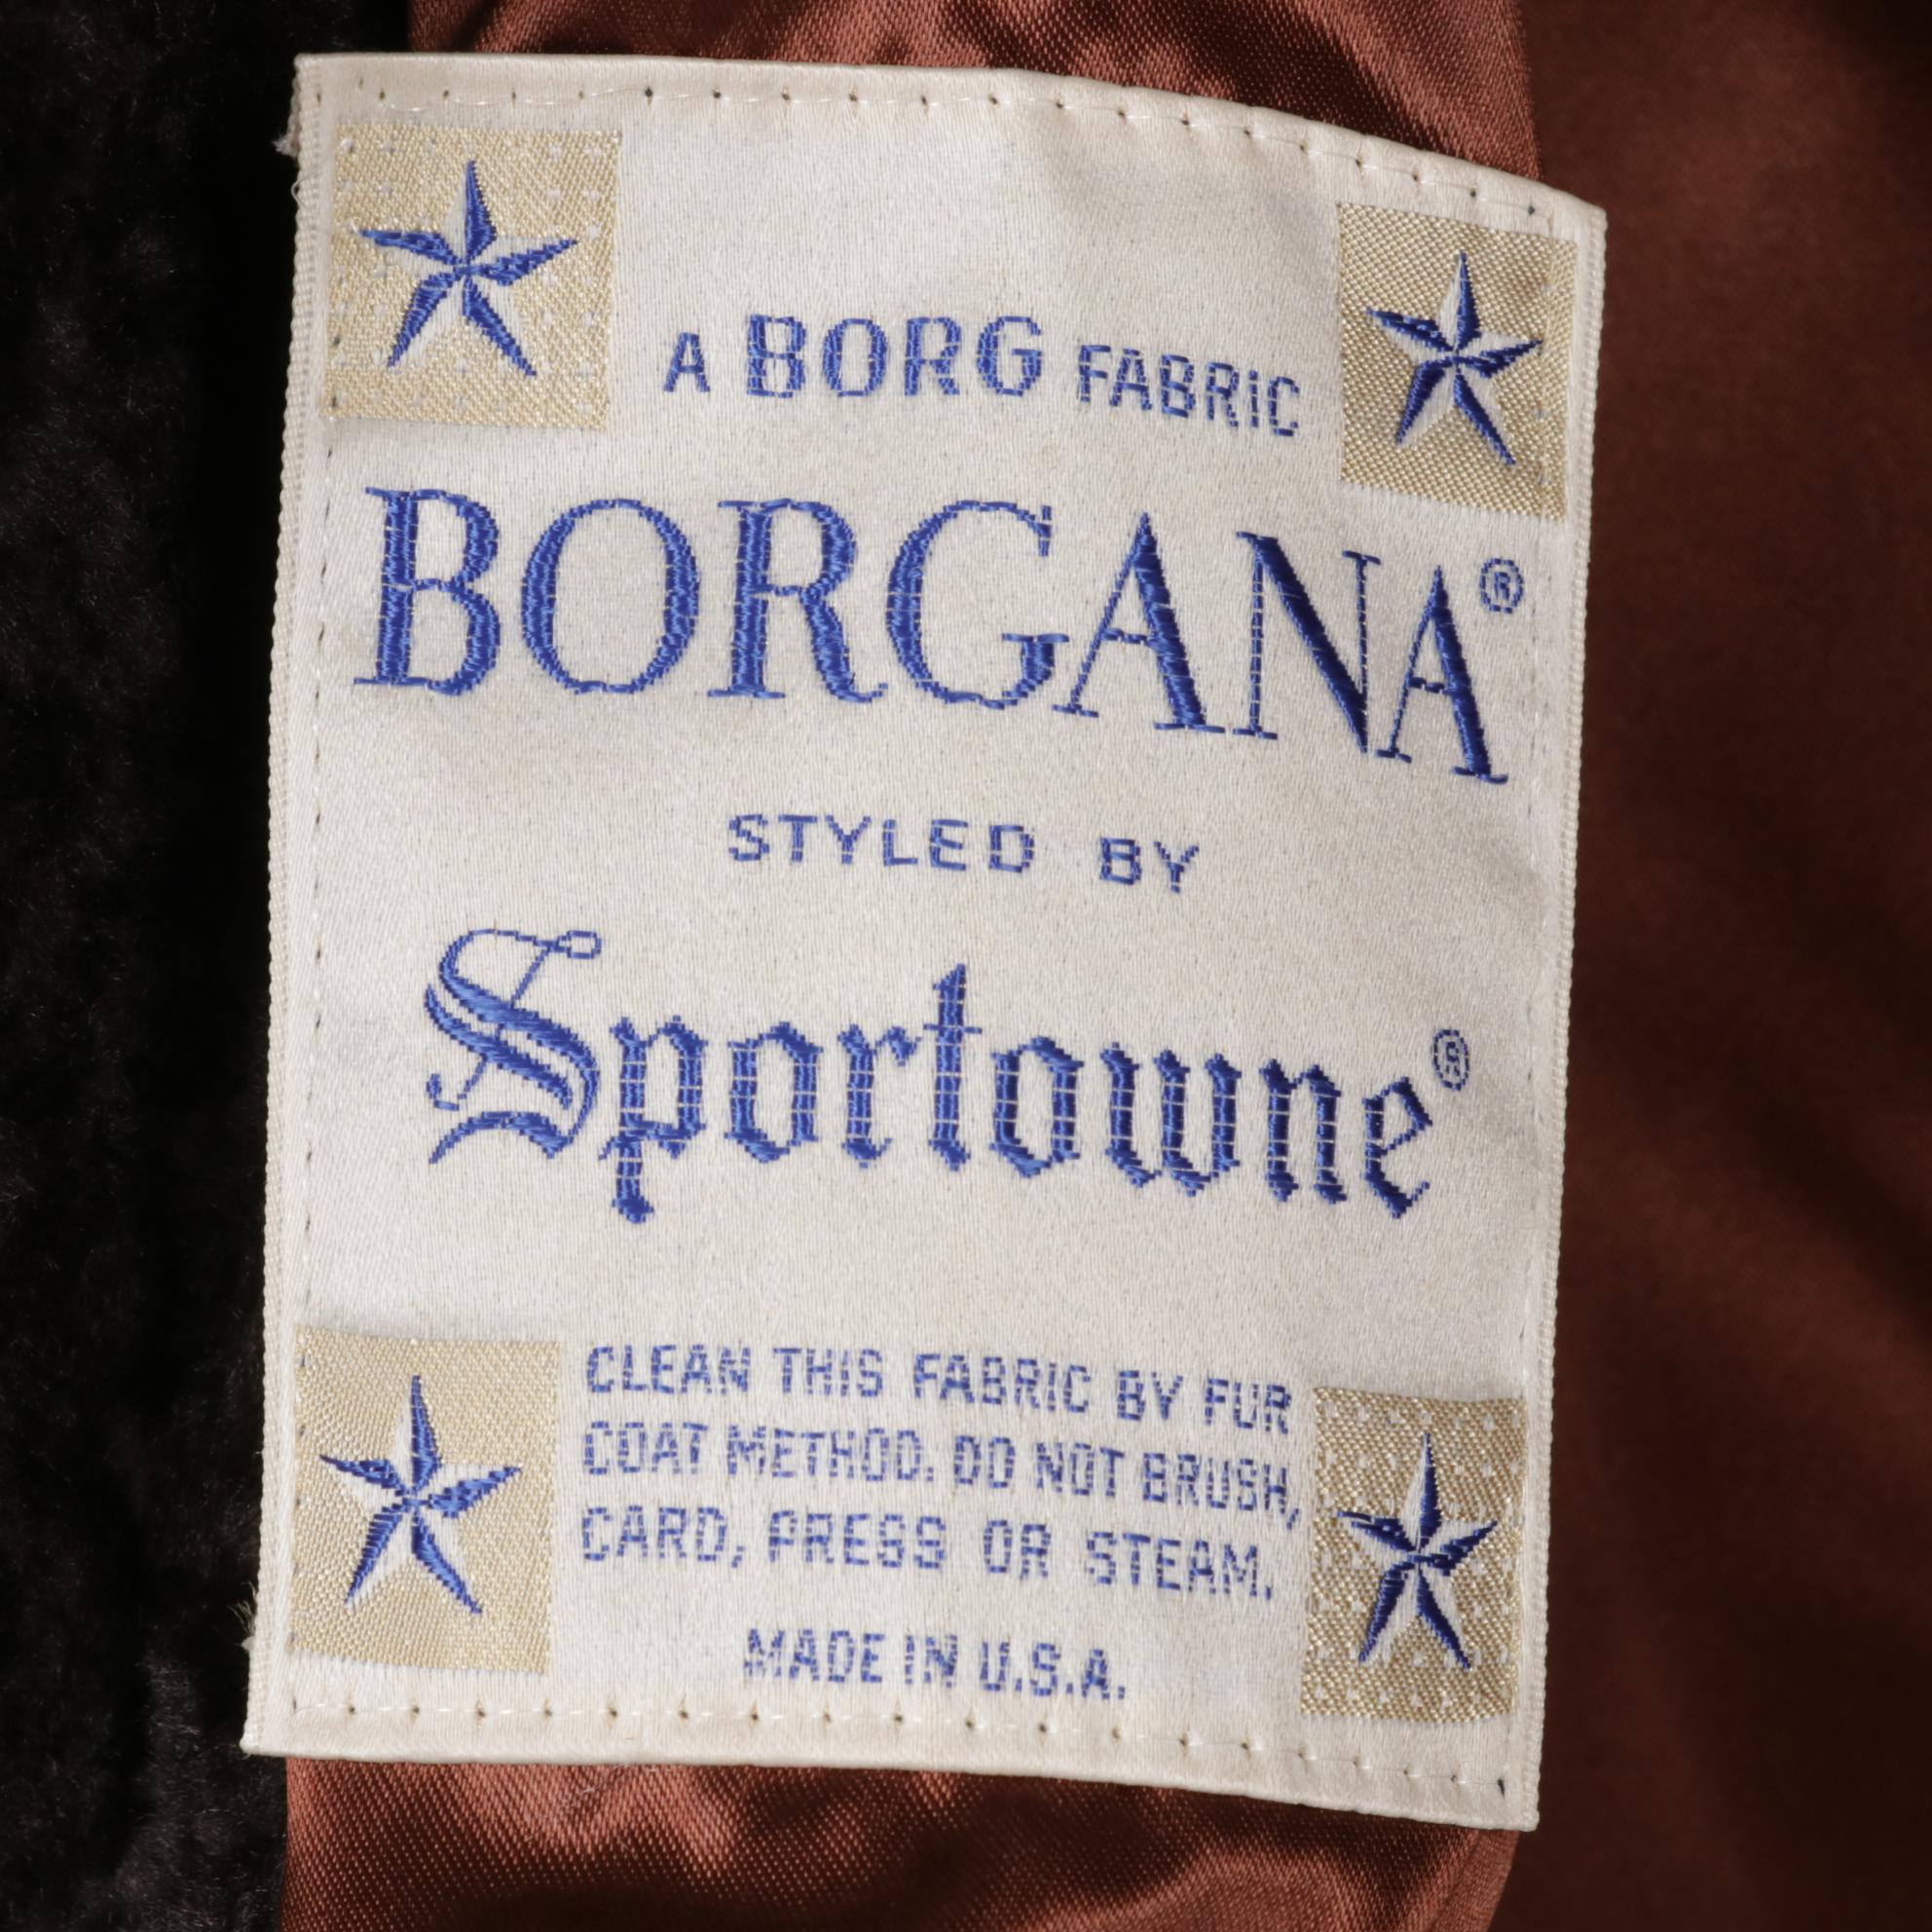 A BORG FABRIC
BORGANA®
STYLED BY
Sportowne®
CLEAN THIS FABRIC BY FUR
COAT METHOD. DO NOT BRUSH,
CARD, PRESS OR STEAM.
MADE IN U.S.A.